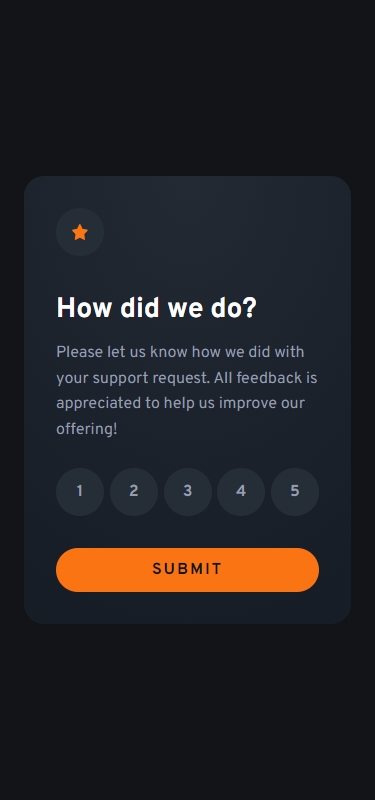 How did we do?
Please let us know how we did with
your support request. All feedback is
appreciated to help us improve our
offering!
1 2 3 4 5
SUBMIT